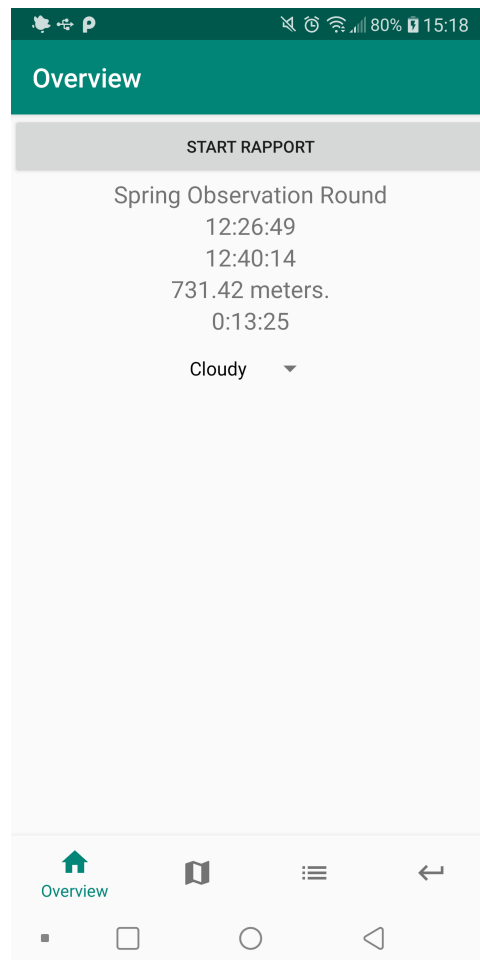 80% 15:18
Overview
START RAPPORT
Spring Observation Round
12:26:49
12:40:14
731.42 meters.
0:13:25
Cloudy
Overview